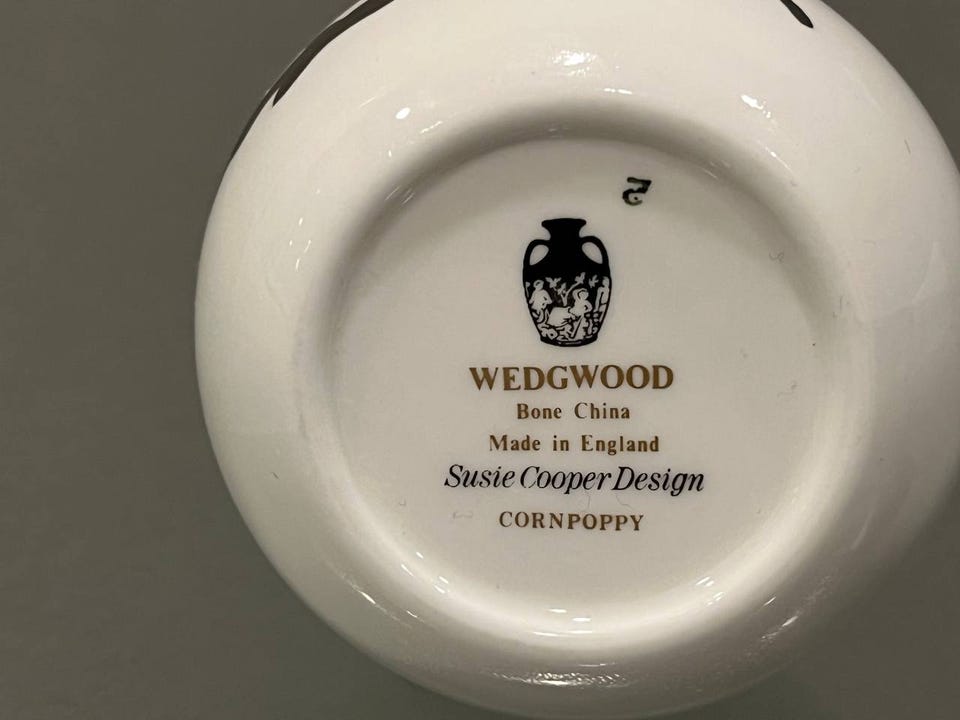 WEDGWOOD
Bone China
Made in England
Susie Cooper Design
CORNPOPPY